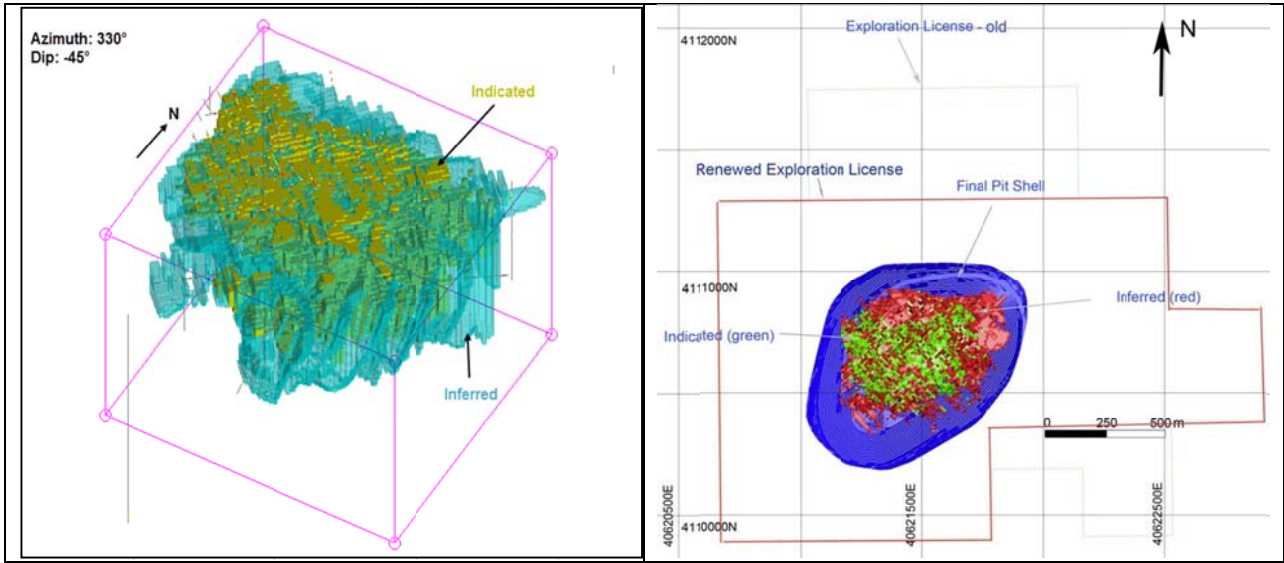 Azimuth: 330°
Dip: -45°
N
Indicated
Inferred
Exploration License - old
4112000N
N
Renewed Exploration License
Final Pit Shell
4111000N
Inferred (red)
Indicated (green)
0 250 500 m
40620500E
40621500E
40622500E
4110000N